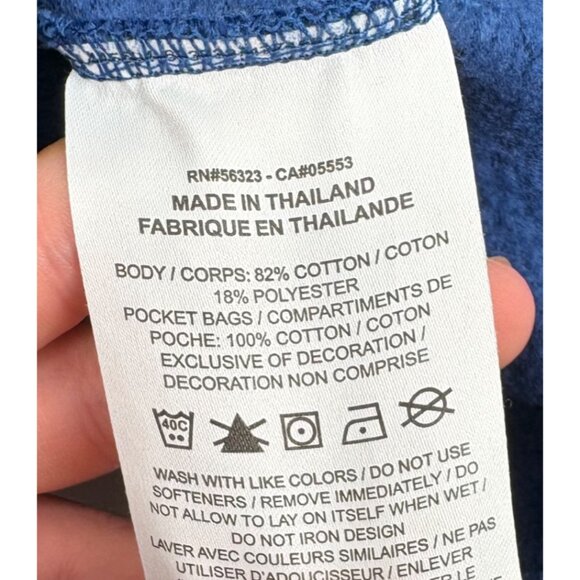 RN#56323 - CA#05553
MADE IN THAILAND
FABRIQUE EN THAILANDE
BODY / CORPS: 82% COTTON / COTON
18% POLYESTER
POCKET BAGS / COMPARTIMENTS DE
POCHE: 100% COTTON / COTON
EXCLUSIVE OF DECORATION /
DECORATION NON COMPRISE
40C
WASH WITH LIKE COLORS / DO NOT USE
SOFTENERS / REMOVE IMMEDIATELY / DO
NOT ALLOW TO LAY ON ITSELF WHEN WET /
DO NOT IRON DESIGN
LAVER AVEC COULEURS SIMILAIRES / NE PAS
UTILISER D'ADOUCISSEUR / ENLEVER